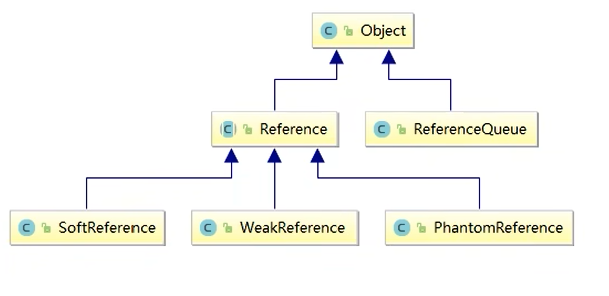 C Object
C Reference
C ReferenceQueue
C SoftReference
C WeakReference
C PhantomReference